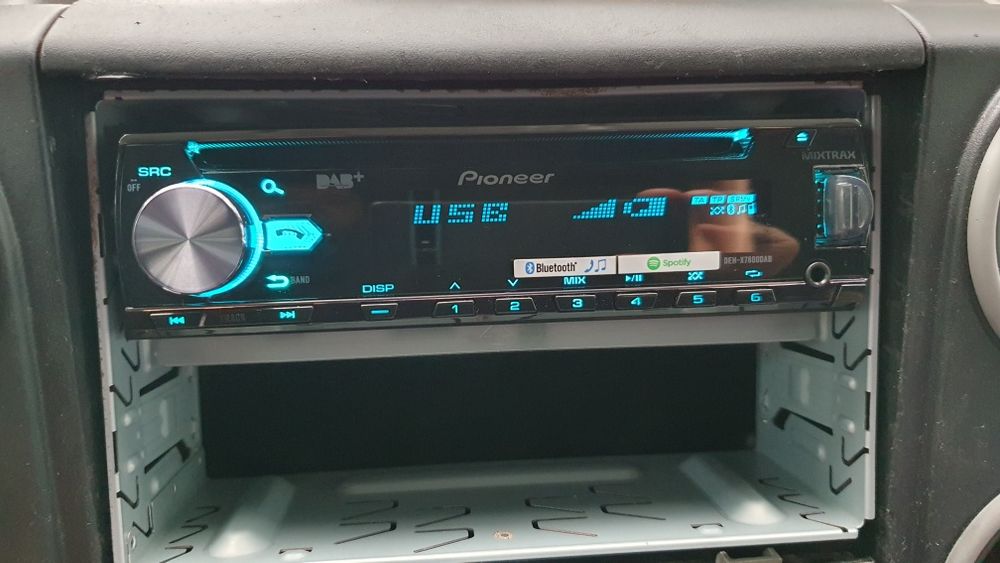 MIXTRAX
SRC
OFF
DAB+
Pioneer
USB
TA TP
Bluetooth
Spotify
DEH-X7800DAB
BAND
DISP
MIX
1 2 3 4 5 6
TRACK